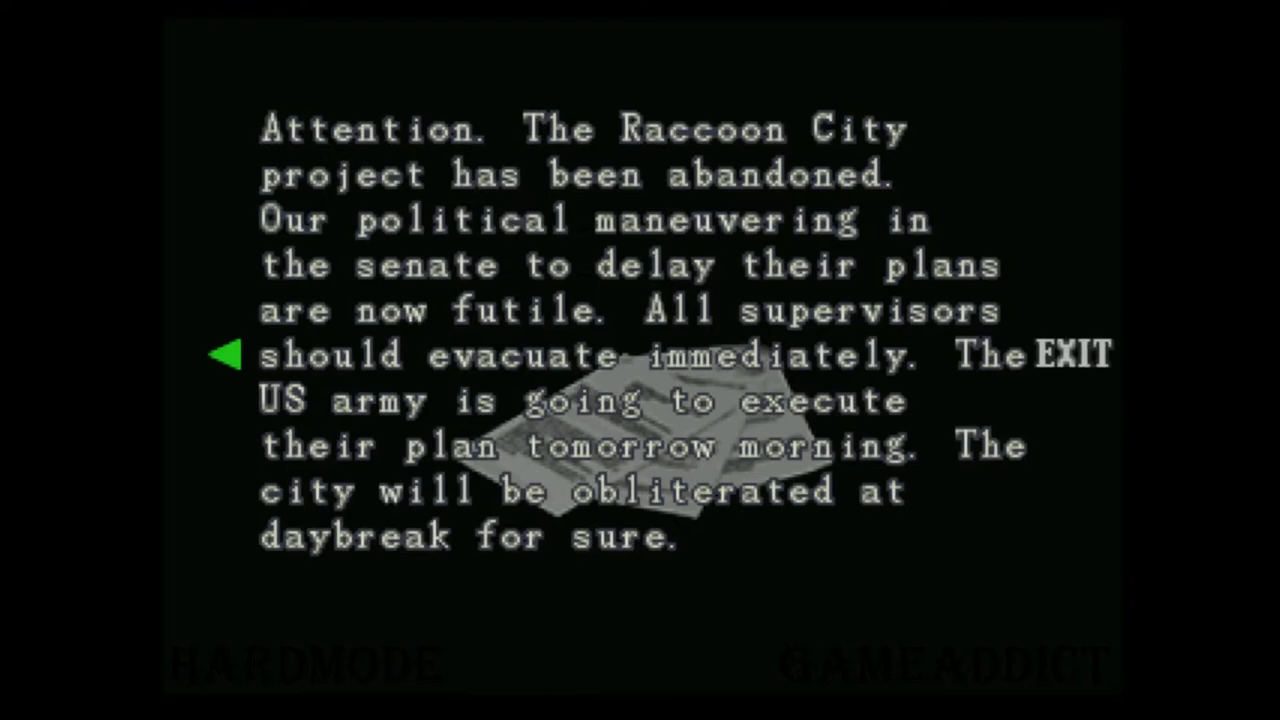 Attention. The Raccoon City
project has been abandoned.
Our political maneuvering in
the senate to delay their plans
are now futile. All supervisors
should evacuate immediately. The
EXIT
US army is going to execute
their plan tomorrow morning. The
city will be obliterated at
daybreak for sure.
HARDMODE
GAMEADDICT